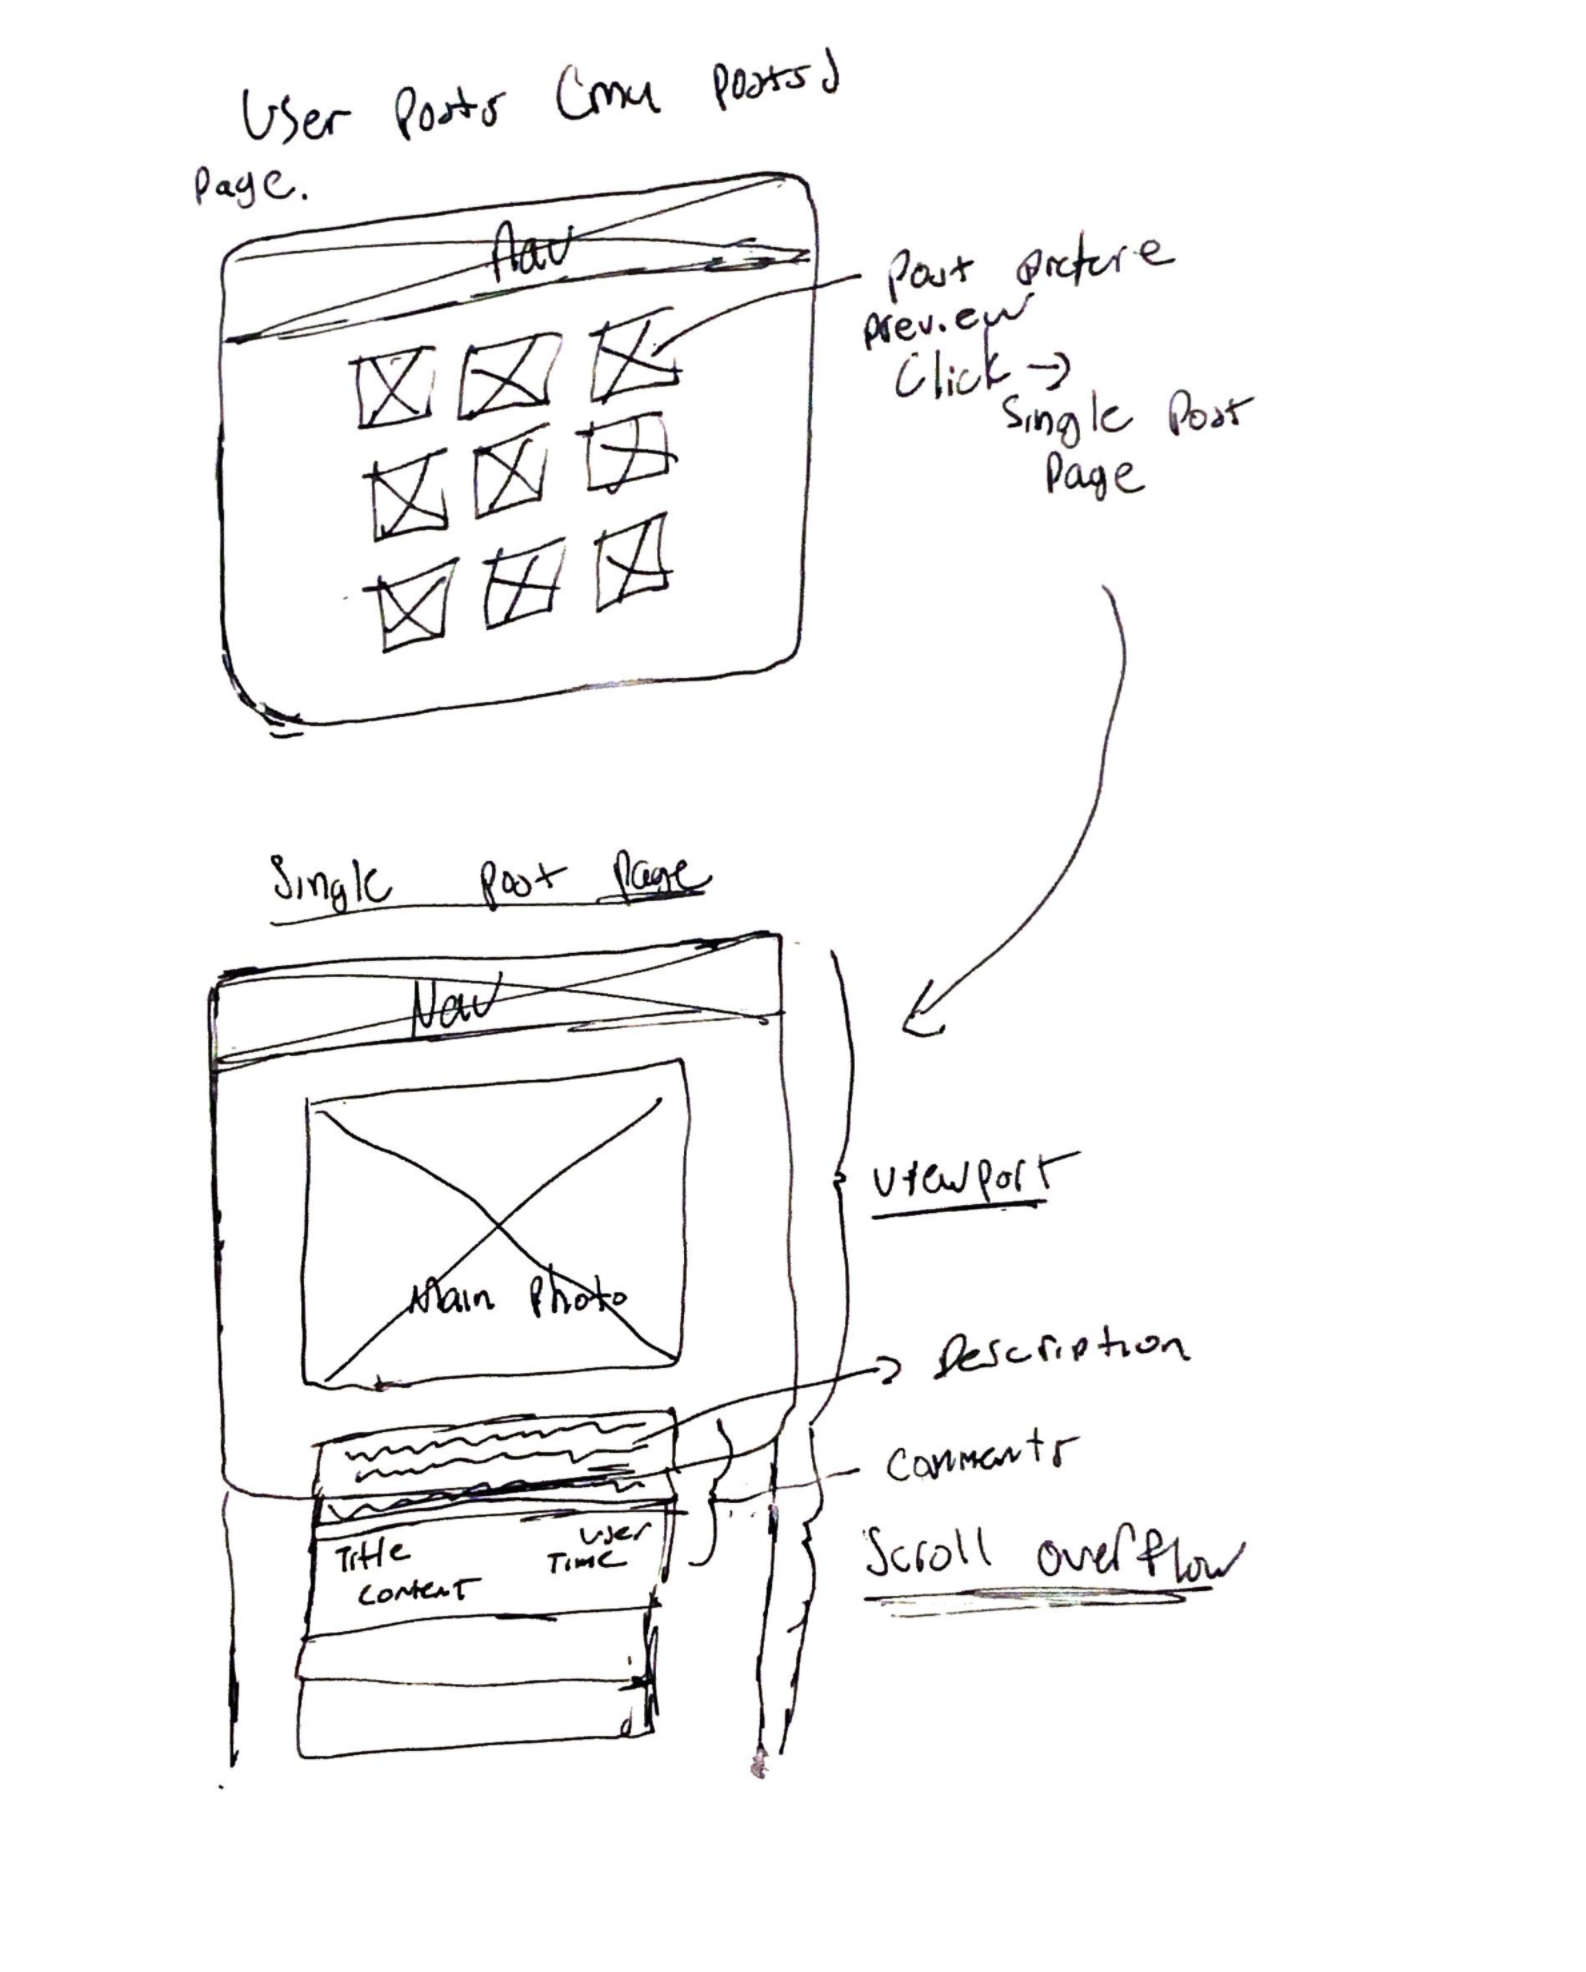 User Posts (my Posts)
Page.
Nav
Post picture
preview
Click →
Single Post
Page
Single post Page
Nav
Main Photo
viewport
Description
Comments
Title User
Time
Content
Scroll overflow